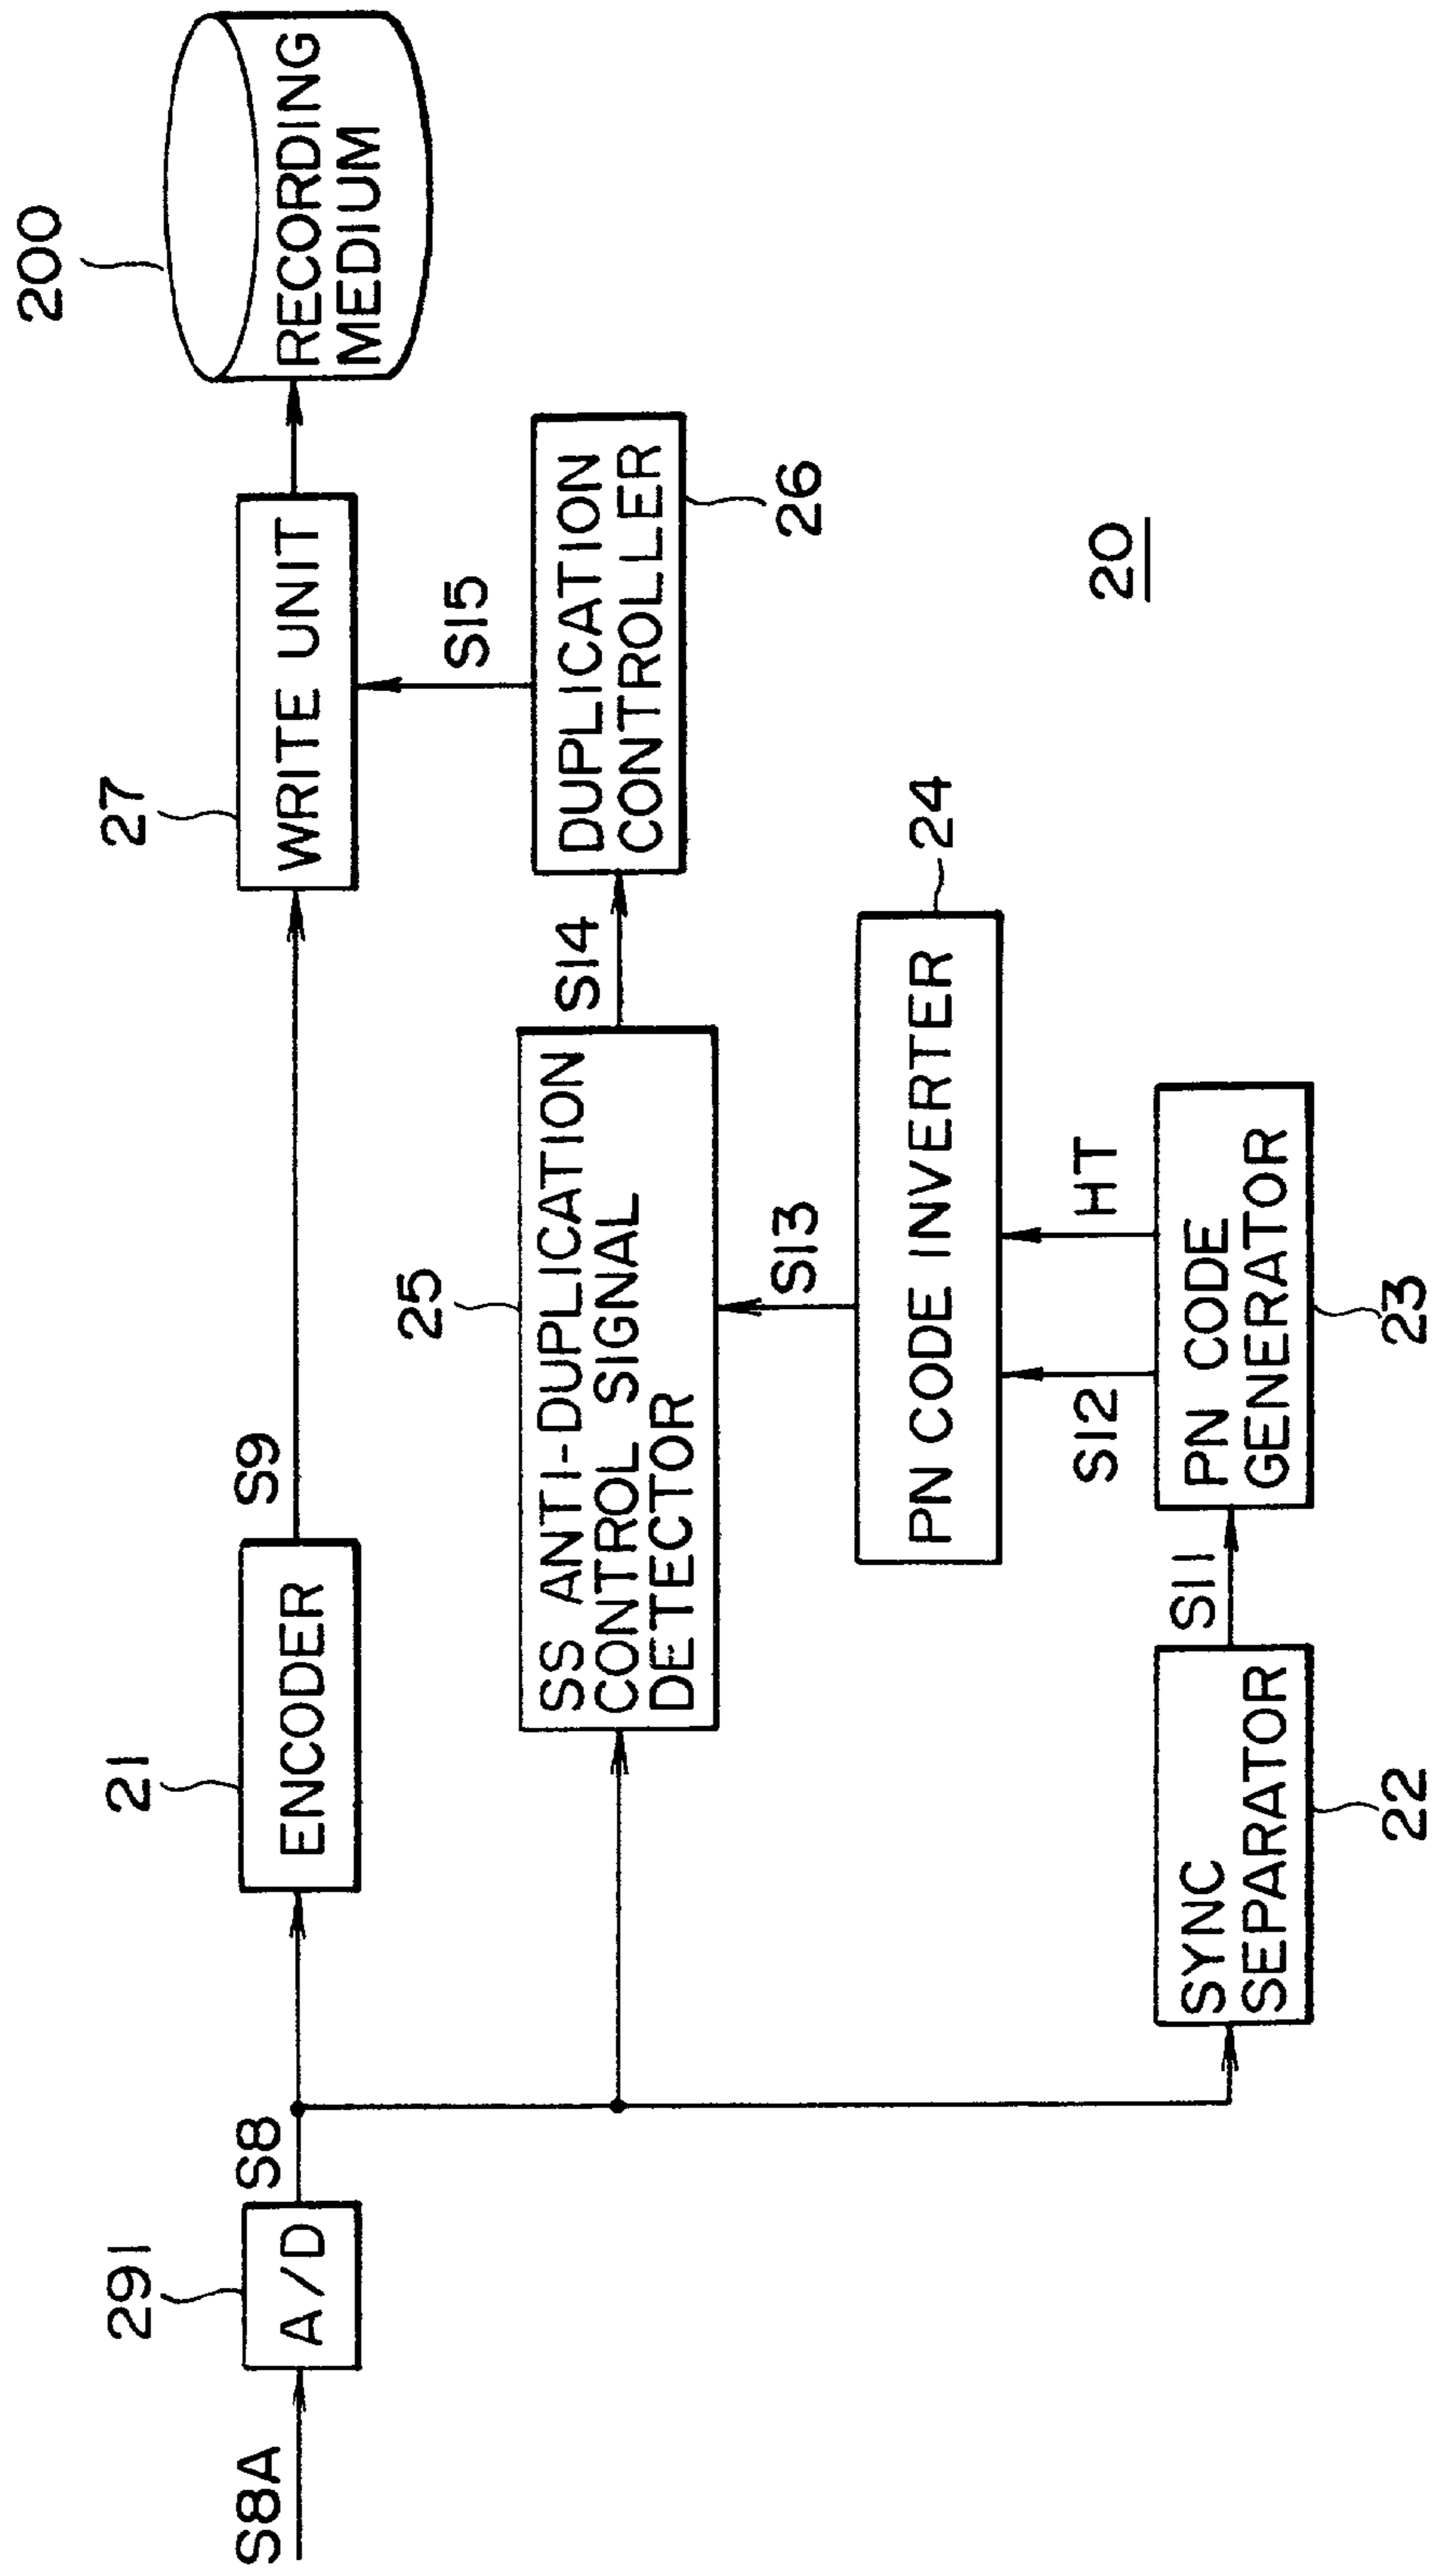 S8A
291
A/D
S8
21
ENCODER
S9
27
WRITE UNIT
200
RECORDING
MEDIUM
25
SS ANTI-DUPLICATION
CONTROL SIGNAL
DETECTOR
S14
DUPLICATION
CONTROLLER
26
S15
S13
PN CODE INVERTER
24
S12
HT
SYNC
SEPARATOR
22
S11
PN CODE
GENERATOR
23
20